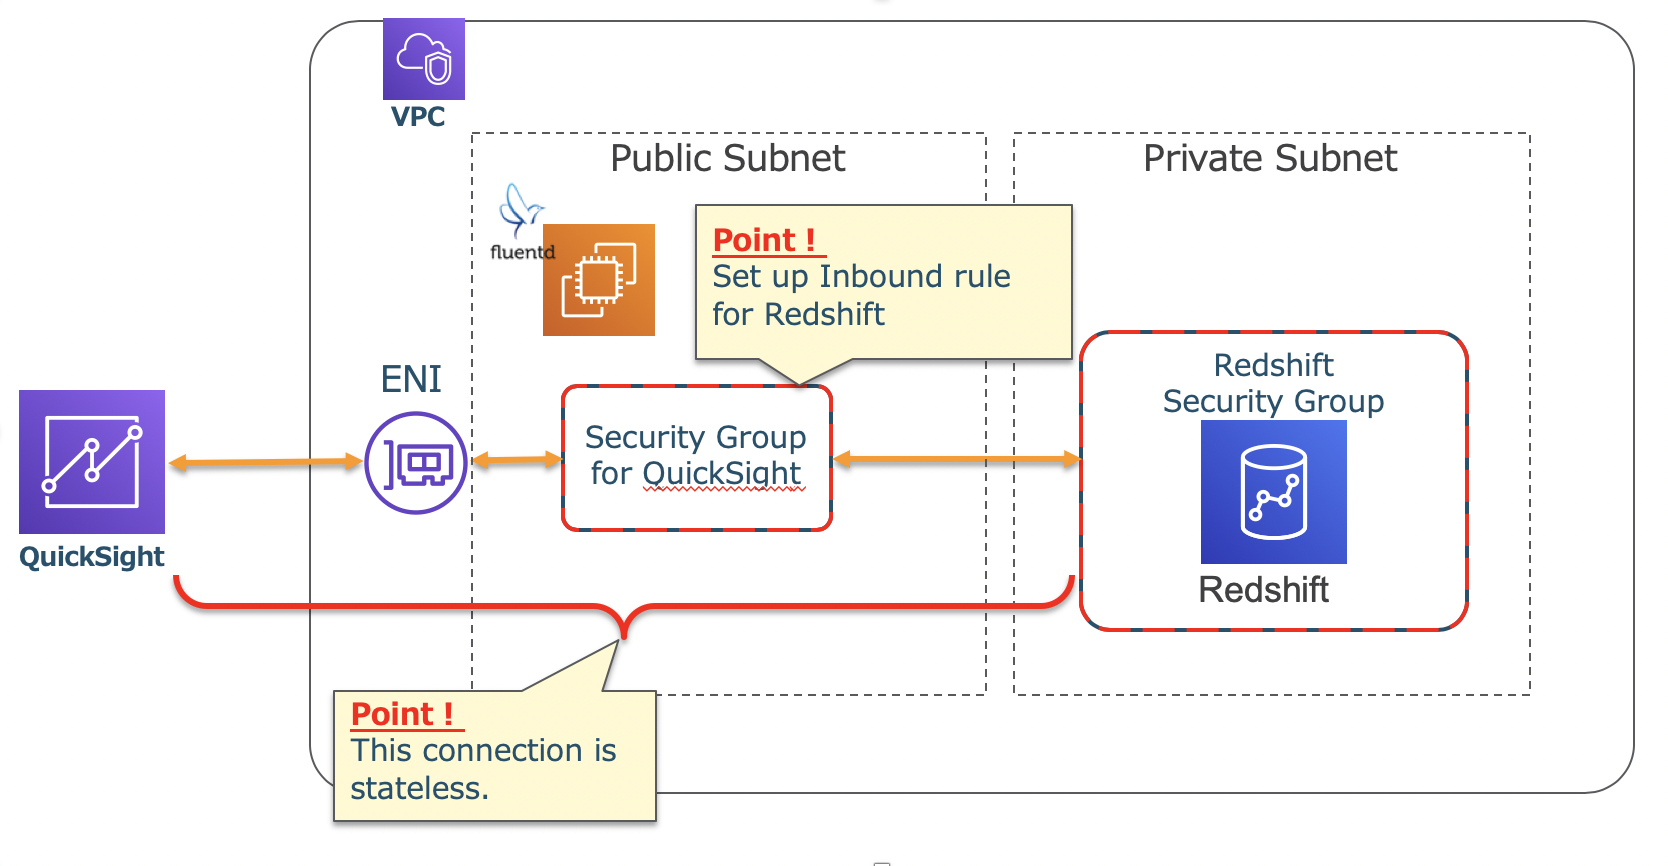 VPC
Public Subnet
Private Subnet
fluentd
Point !
Set up Inbound rule
for Redshift
ENI
Redshift
Security Group
Security Group
for QuickSight
QuickSight
Redshift
Point !
This connection is
stateless.